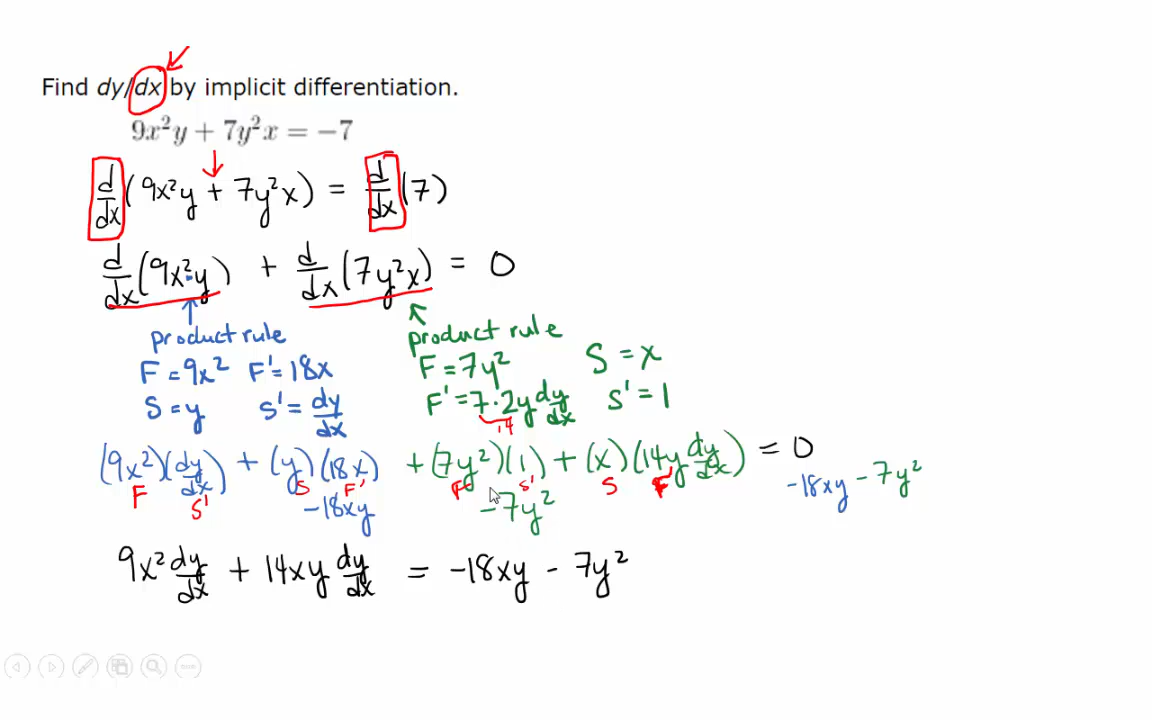 Find dy/dx by implicit differentiation.
9x²y + 7y²x = −7
d/dx (9x²y + 7y²x) = d/dx (7)
d/dx (9x²·y) + d/dx (7y²x) = 0
product rule product rule
F = 9x² F' = 18x F = 7y² S = x
S = y S' = dy/dx F' = 7·2y dy/dx S' = 1
14
(9x²)(dy/dx) + (y)(18x) + (7y²)(1) + (x)(14y dy/dx) = 0
F S' S F' F S' S F'
−18xy −7y² −18xy − 7y²
9x² dy/dx + 14xy dy/dx = −18xy − 7y²